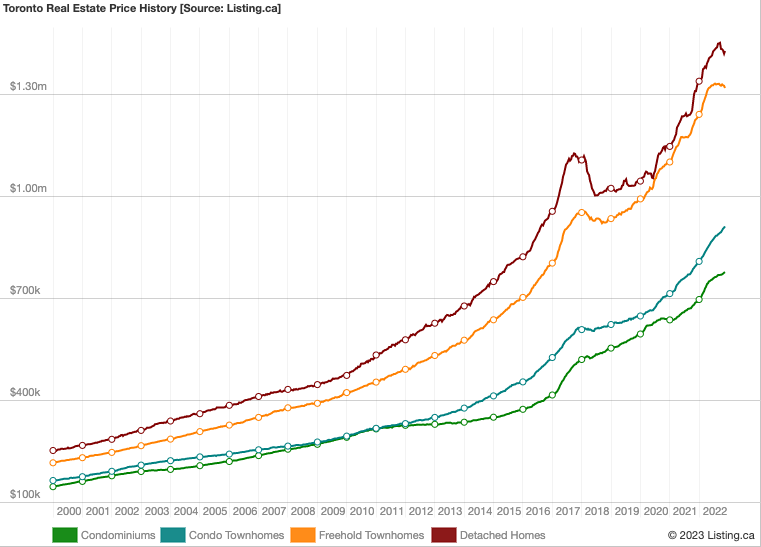 Toronto Real Estate Price History [Source: Listing.ca]
$1.30m
$1.00m
$700k
$400k
$100k
2000 2001 2002 2003 2004 2005 2006 2007 2008 2009 2010 2011 2012 2013 2014 2015 2016 2017 2018 2019 2020 2021 2022
Condominiums Condo Townhomes Freehold Townhomes Detached Homes © 2023 Listing.ca